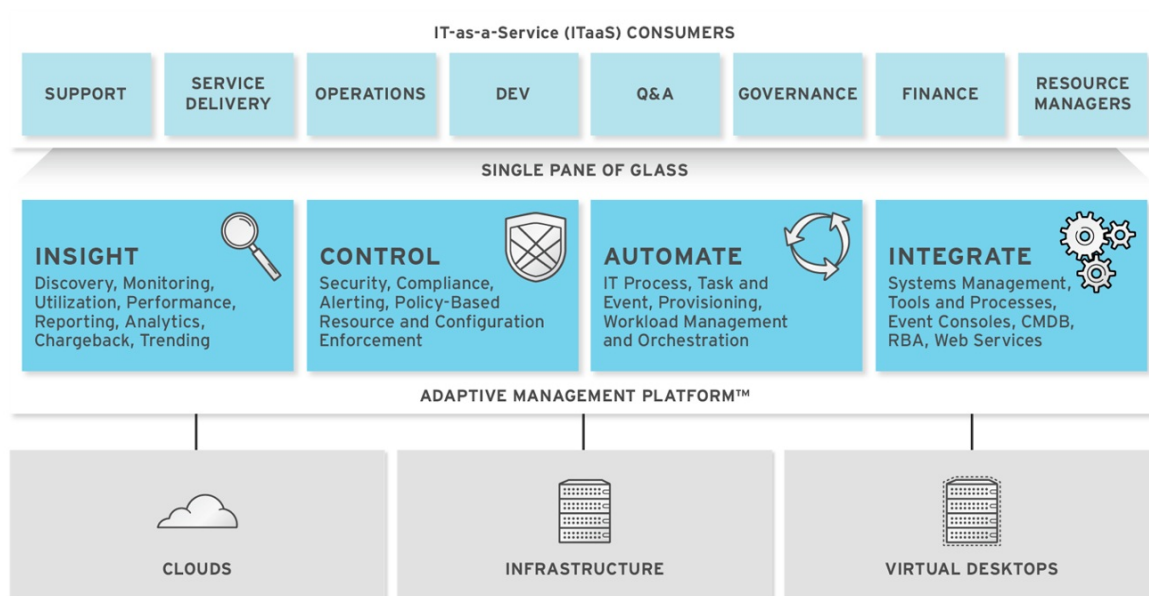 IT-as-a-Service (ITaaS) CONSUMERS
SUPPORT
SERVICE
DELIVERY
OPERATIONS
DEV
Q&A
GOVERNANCE
FINANCE
RESOURCE
MANAGERS
SINGLE PANE OF GLASS
INSIGHT
Discovery, Monitoring,
Utilization, Performance,
Reporting, Analytics,
Chargeback, Trending
CONTROL
Security, Compliance,
Alerting, Policy-Based
Resource and Configuration
Enforcement
AUTOMATE
IT Process, Task and
Event, Provisioning,
Workload Management
and Orchestration
INTEGRATE
Systems Management,
Tools and Processes,
Event Consoles, CMDB,
RBA, Web Services
ADAPTIVE MANAGEMENT PLATFORM™
CLOUDS
INFRASTRUCTURE
VIRTUAL DESKTOPS